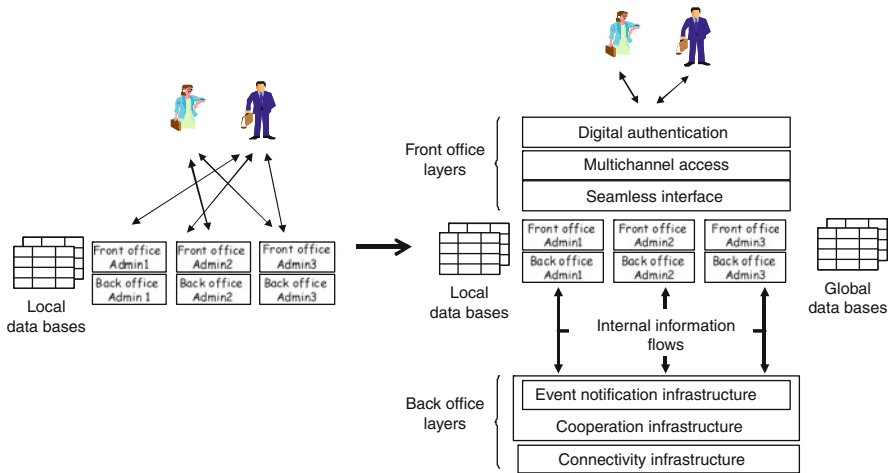 Front office
Admin1
Front office
Admin2
Front office
Admin3
Back office
Admin 1
Back office
Admin2
Back office
Admin3
Local
data bases
Front office
layers
Digital authentication
Multichannel access
Seamless interface
Front office
Admin1
Front office
Admin2
Front office
Admin3
Back office
Admin1
Back office
Admin2
Back office
Admin3
Local
data bases
Global
data bases
Internal information
flows
Back office
layers
Event notification infrastructure
Cooperation infrastructure
Connectivity infrastructure